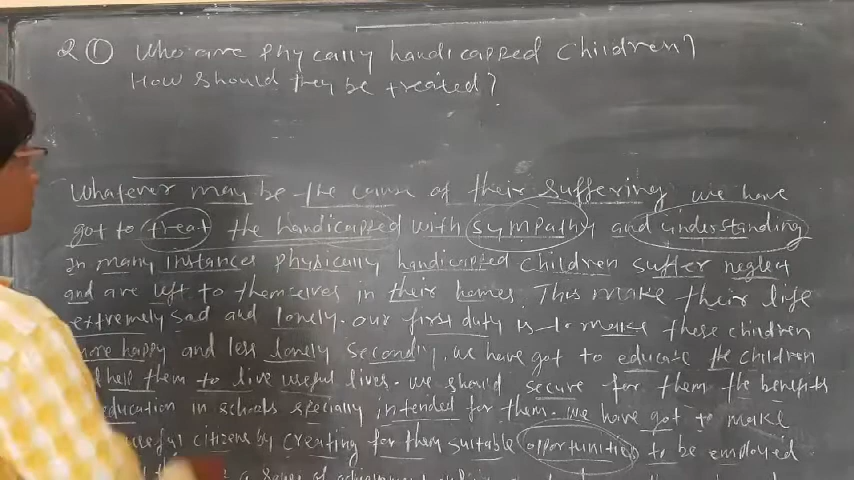 Q ① Who are phycally handicapped children?
How should they be treated?
Whatever may be the cause of their suffering we have
got to treat the handicapped with sympathy and understanding
In many instances physically handicapped children suffer neglect
and are left to themselves in their homes. This make their life
extremely sad and lonely. our first duty is to make these children
more happy and less lonely secondly, we have got to educate the children
help them to live useful lives. we should secure for them the benefits
education in schools specially intended for them. we have got to make
citizens by creating for them suitable opportunities to be employed
a sense of achievement